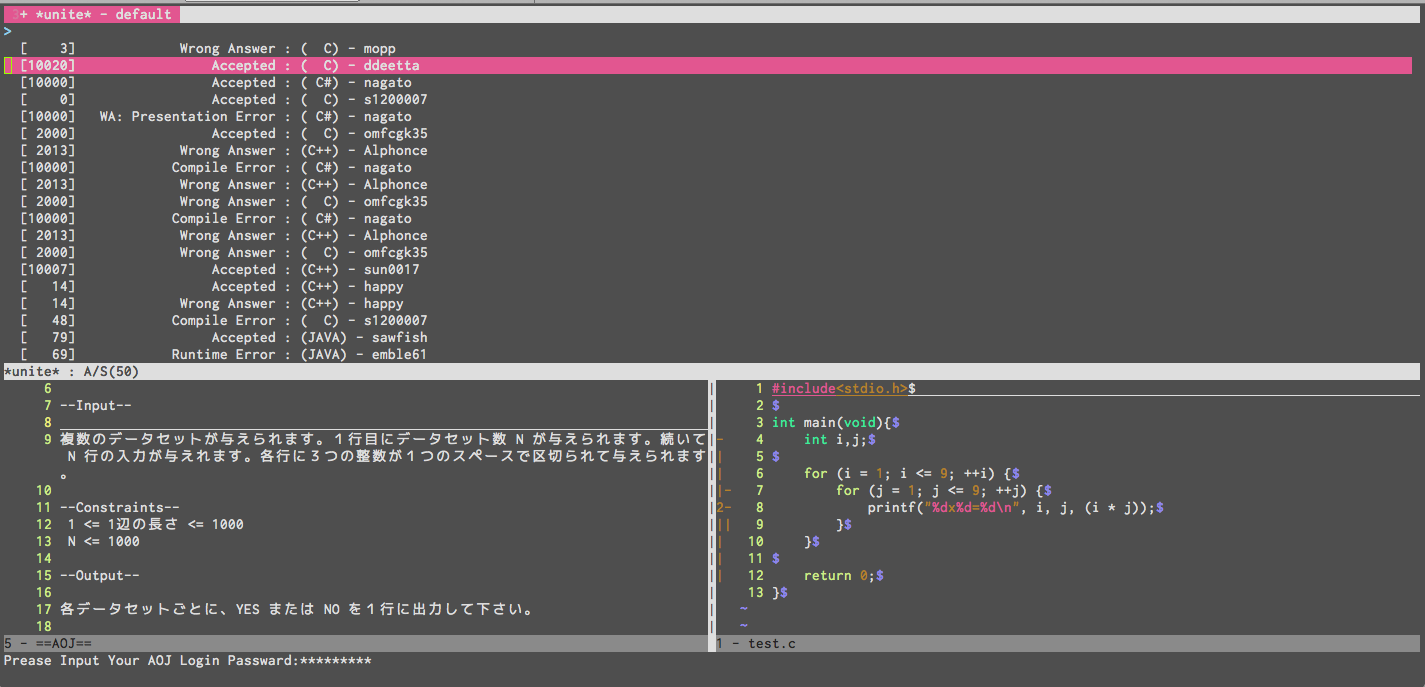 3+ *unite* - default
>
[    3]             Wrong Answer : (  C) - mopp
[10020]                 Accepted : (  C) - ddeetta
[10000]                 Accepted : ( C#) - nagato
[    0]                 Accepted : (  C) - s1200007
[10000]   WA: Presentation Error : ( C#) - nagato
[ 2000]                 Accepted : (  C) - omfcgk35
[ 2013]             Wrong Answer : (C++) - Alphonce
[10000]            Compile Error : ( C#) - nagato
[ 2013]             Wrong Answer : (C++) - Alphonce
[ 2000]             Wrong Answer : (  C) - omfcgk35
[10000]            Compile Error : ( C#) - nagato
[ 2013]             Wrong Answer : (C++) - Alphonce
[ 2000]             Wrong Answer : (  C) - omfcgk35
[10007]                 Accepted : (C++) - sun0017
[   14]                 Accepted : (C++) - happy
[   14]             Wrong Answer : (C++) - happy
[   48]            Compile Error : (  C) - s1200007
[   79]                 Accepted : (JAVA) - sawfish
[   69]            Runtime Error : (JAVA) - emble61
*unite* : A/S(50)
6
7 --Input--
8
9 複数のデータセットが与えられます。１行目にデータセット数 N が与えられます。続いて
N 行の入力が与えれます。各行に３つの整数が１つのスペースで区切られて与えられます
。
10
11 --Constraints--
12  1 <= 1辺の長さ <= 1000
13  N <= 1000
14
15 --Output--
16
17 各データセットごとに、YES または NO を１行に出力して下さい。
18
5 - ==AOJ==
1 #include<stdio.h>$
2 $
3 int main(void){$
- 4     int i,j;$
| 5 $
| 6     for (i = 1; i <= 9; ++i) {$
|- 7         for (j = 1; j <= 9; ++j) {$
2- 8             printf("%dx%d=%d\n", i, j, (i * j));$
|| 9         }$
| 10     }$
| 11 $
| 12     return 0;$
13 }$
~
~
1 - test.c
Prease Input Your AOJ Login Passward:*********